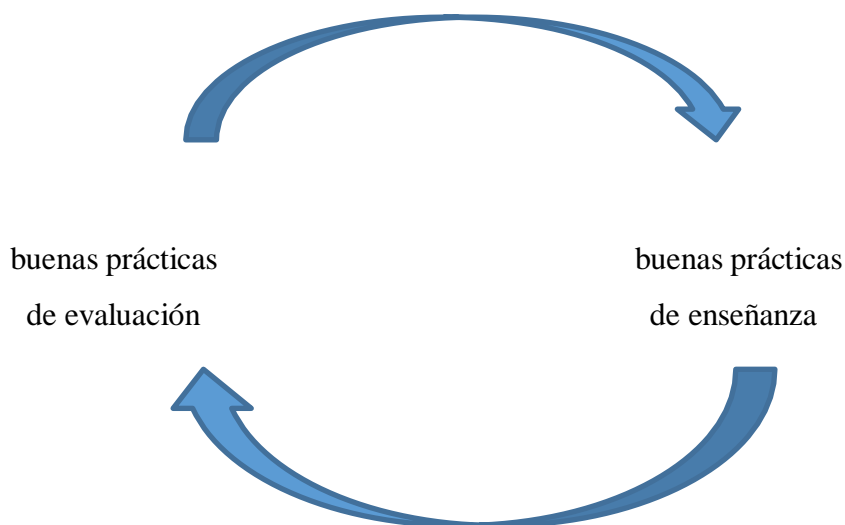 buenas prácticas
de evaluación
buenas prácticas
de enseñanza